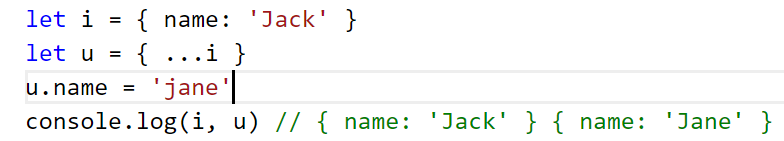 let i = { name: 'Jack' }
let u = { ...i }
u.name = 'jane'
console.log(i, u) // { name: 'Jack' } { name: 'Jane' }